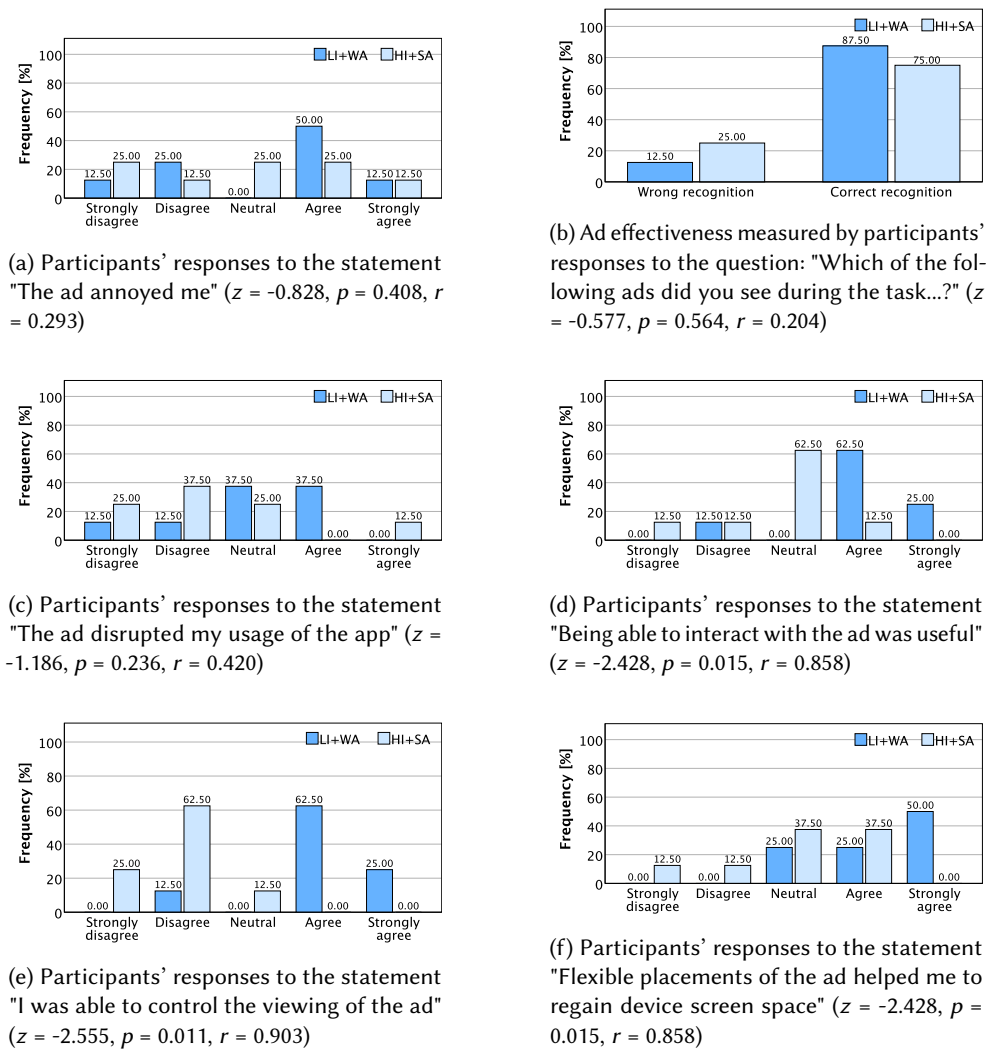 LI+WA HI+SA
Frequency [%]
100
80
60
40
20
0
12.50 25.00 25.00 12.50 0.00 25.00 50.00 25.00 12.50 12.50
Strongly disagree Disagree Neutral Agree Strongly agree
(a) Participants' responses to the statement
"The ad annoyed me" (z = -0.828, p = 0.408, r
= 0.293)
LI+WA HI+SA
Frequency [%]
100
80
60
40
20
0
12.50 25.00 87.50 75.00
Wrong recognition Correct recognition
(b) Ad effectiveness measured by participants'
responses to the question: "Which of the fol-
lowing ads did you see during the task...?" (z
= -0.577, p = 0.564, r = 0.204)
LI+WA HI+SA
Frequency [%]
100
80
60
40
20
0
12.50 25.00 12.50 37.50 37.50 25.00 37.50 0.00 0.00 12.50
Strongly disagree Disagree Neutral Agree Strongly agree
(c) Participants' responses to the statement
"The ad disrupted my usage of the app" (z =
-1.186, p = 0.236, r = 0.420)
LI+WA HI+SA
Frequency [%]
100
80
60
40
20
0
0.00 12.50 12.50 12.50 0.00 62.50 62.50 12.50 25.00 0.00
Strongly disagree Disagree Neutral Agree Strongly agree
(d) Participants' responses to the statement
"Being able to interact with the ad was useful"
(z = -2.428, p = 0.015, r = 0.858)
LI+WA HI+SA
Frequency [%]
100
80
60
40
20
0
0.00 25.00 12.50 62.50 0.00 12.50 62.50 0.00 25.00 0.00
Strongly disagree Disagree Neutral Agree Strongly agree
(e) Participants' responses to the statement
"I was able to control the viewing of the ad"
(z = -2.555, p = 0.011, r = 0.903)
LI+WA HI+SA
Frequency [%]
100
80
60
40
20
0
0.00 12.50 0.00 12.50 25.00 37.50 25.00 37.50 50.00 0.00
Strongly disagree Disagree Neutral Agree Strongly agree
(f) Participants' responses to the statement
"Flexible placements of the ad helped me to
regain device screen space" (z = -2.428, p =
0.015, r = 0.858)